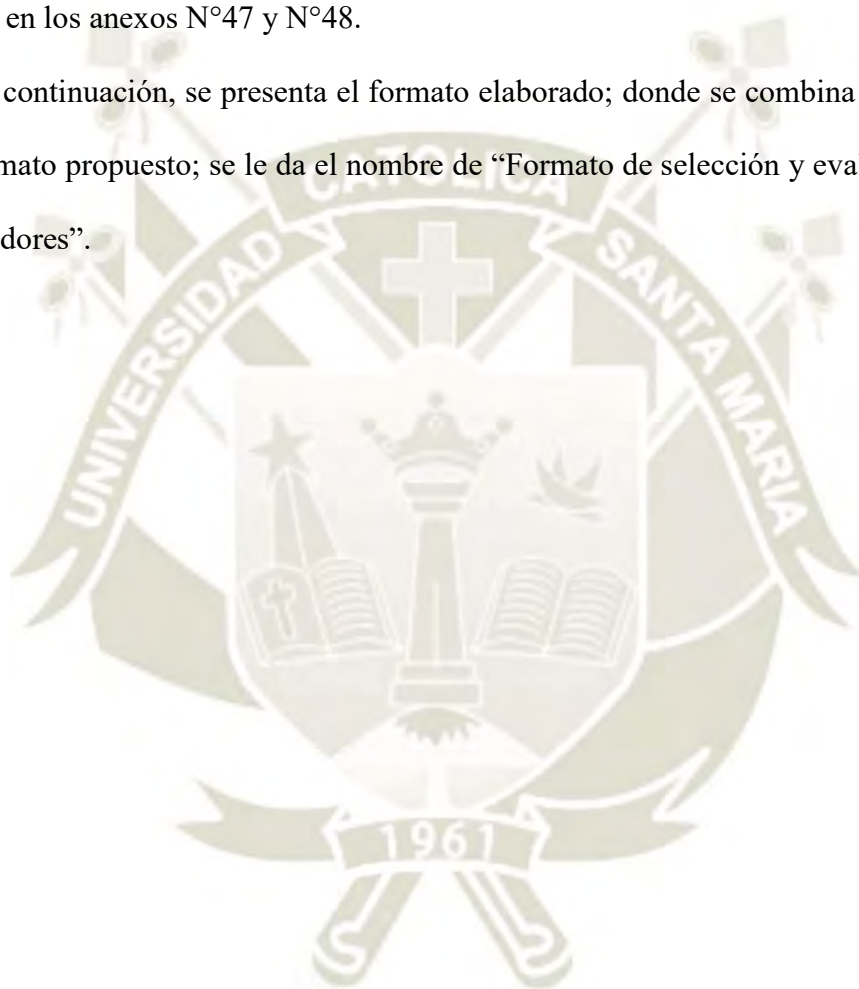 en los anexos N°47 y N°48.
continuación, se presenta el formato elaborado; donde se combina
mato propuesto; se le da el nombre de “Formato de selección y eval
dores”.
UNIVERSIDAD CATOLICA SANTA MARIA
1961